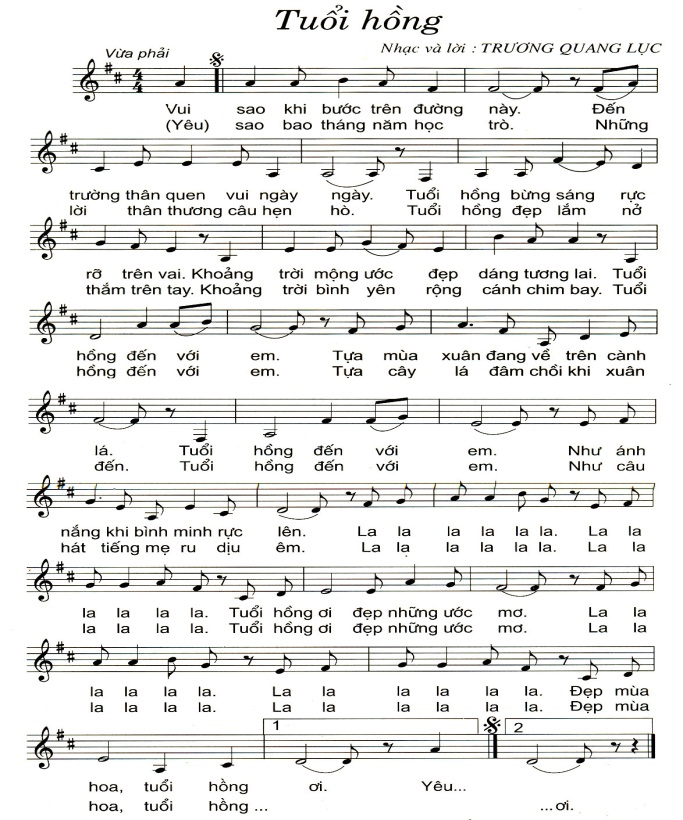 Tuổi hồng
Vừa phải
Nhạc và lời : TRƯƠNG QUANG LỤC
4
4
Vui sao khi bước trên đường này. Đến
(Yêu) sao bao tháng năm học trò. Những
trường thân quen vui ngày ngày. Tuổi hồng bừng sáng rực
lời thân thương câu hẹn hò. Tuổi hồng đẹp lắm nở
rỡ trên vai. Khoảng trời mộng ước đẹp dáng tương lai. Tuổi
thắm trên tay. Khoảng trời bình yên rộng cánh chim bay. Tuổi
hồng đến với em. Tựa mùa xuân đang về trên cành
hồng đến với em. Tựa cây lá đâm chồi khi xuân
lá. Tuổi hồng đến với em. Như ánh
đến. Tuổi hồng đến với em. Như câu
nắng khi bình minh rực lên. La la la la la la. La la
hát tiếng mẹ ru dịu êm. La la la la la la. La la
la la la la. Tuổi hồng ơi đẹp những ước mơ. La la
la la la la. Tuổi hồng ơi đẹp những ước mơ. La la
la la la la. La la la la la la. Đẹp mùa
la la la la. La la la la la la. Đẹp mùa
1
2
hoa, tuổi hồng ơi. Yêu...
hoa, tuổi hồng ... ...ơi.